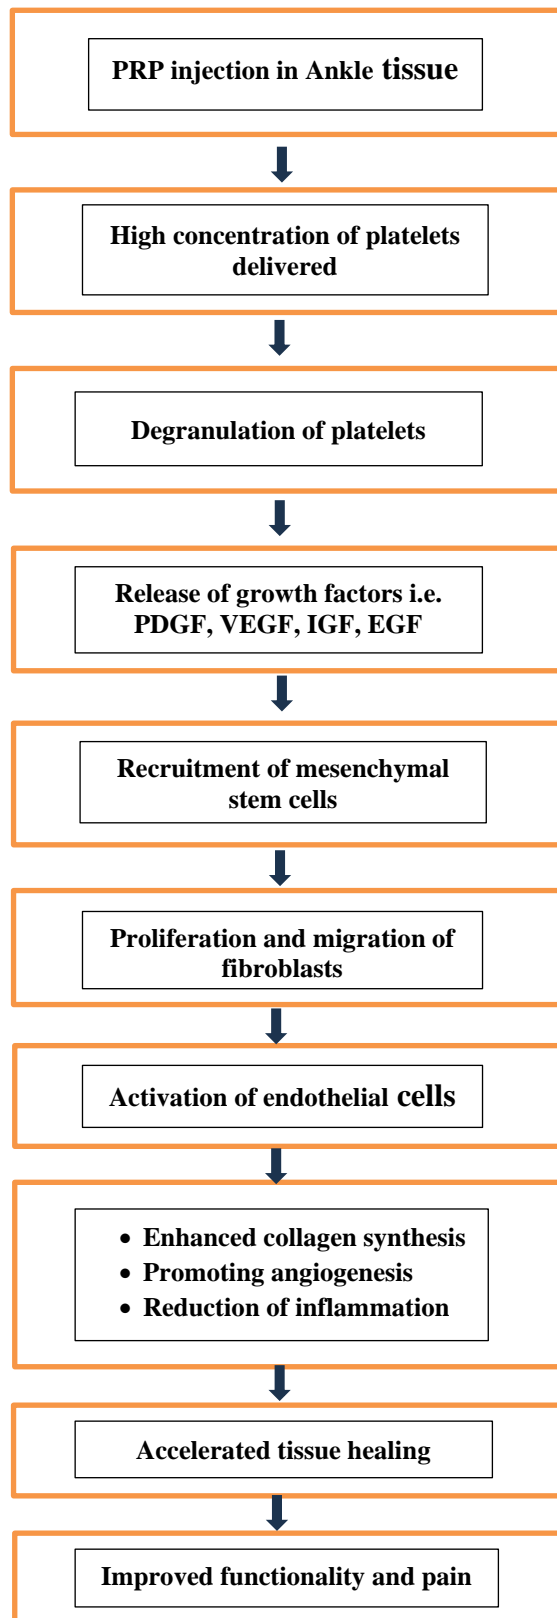 PRP injection in Ankle tissue
High concentration of platelets
delivered
Degranulation of platelets
Release of growth factors i.e.
PDGF, VEGF, IGF, EGF
Recruitment of mesenchymal
stem cells
Proliferation and migration of
fibroblasts
Activation of endothelial cells
• Enhanced collagen synthesis
• Promoting angiogenesis
• Reduction of inflammation
Accelerated tissue healing
Improved functionality and pain